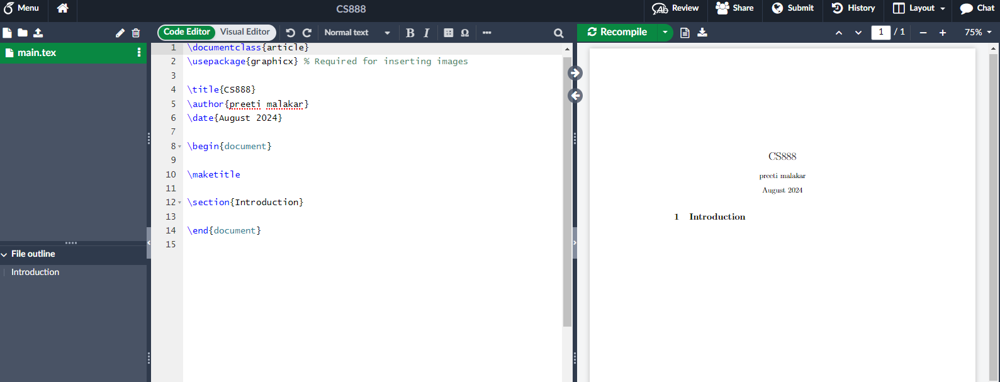 Menu
CS888
Review
Share
Submit
History
Layout
Chat
Code Editor
Visual Editor
Normal text
B
I
Ω
Recompile
1 / 1
75%
main.tex
File outline
Introduction
1 \documentclass{article}
2 \usepackage{graphicx} % Required for inserting images
3
4 \title{CS888}
5 \author{preeti malakar}
6 \date{August 2024}
7
8 \begin{document}
9
10 \maketitle
11
12 \section{Introduction}
13
14 \end{document}
15
CS888
preeti malakar
August 2024
1 Introduction